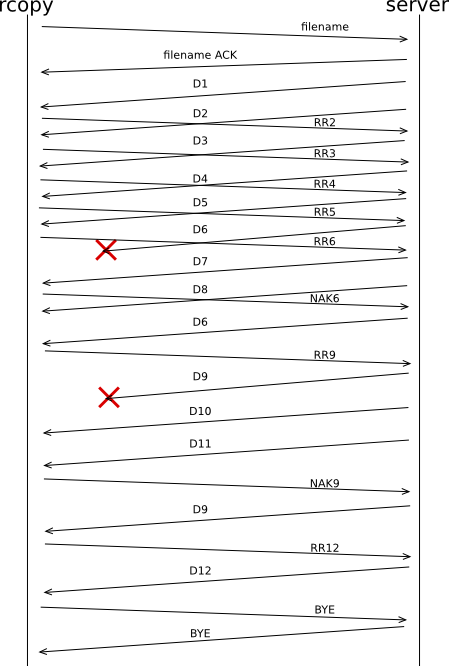 rcopy
server
filename
filename ACK
D1
D2
RR2
D3
RR3
D4
RR4
D5
RR5
D6
RR6
D7
D8
NAK6
D6
RR9
D9
D10
D11
NAK9
D9
RR12
D12
BYE
BYE